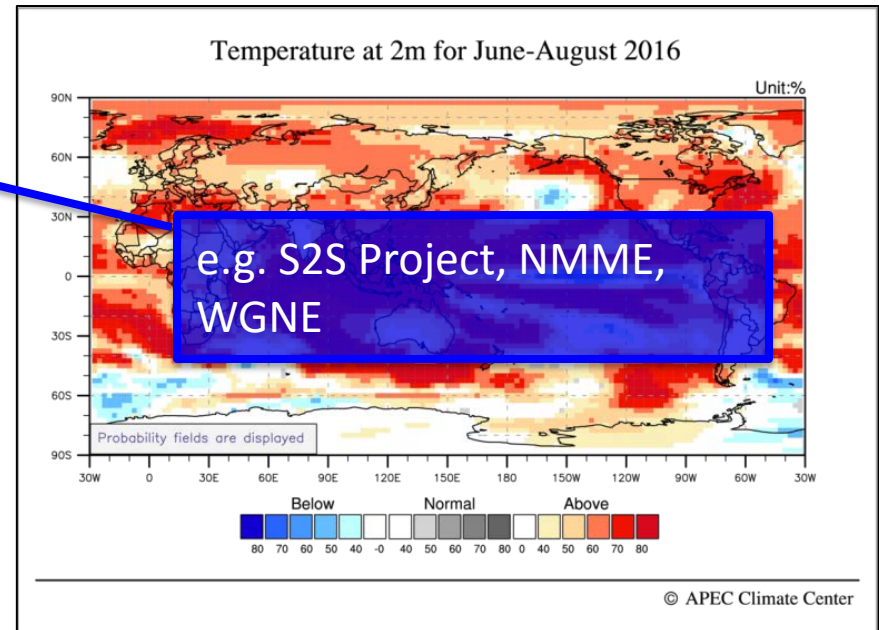 Temperature at 2m for June-August 2016
Unit:%
90N
60N
30N
0
30S
60S
90S
e.g. S2S Project, NMME,
WGNE
Probability fields are displayed
30W 0 30E 60E 90E 120E 150E 180 150W 120W 90W 60W 30W
Below Normal Above
80 70 60 50 40 -0 40 50 60 70 80 0 40 50 60 70 80
© APEC Climate Center